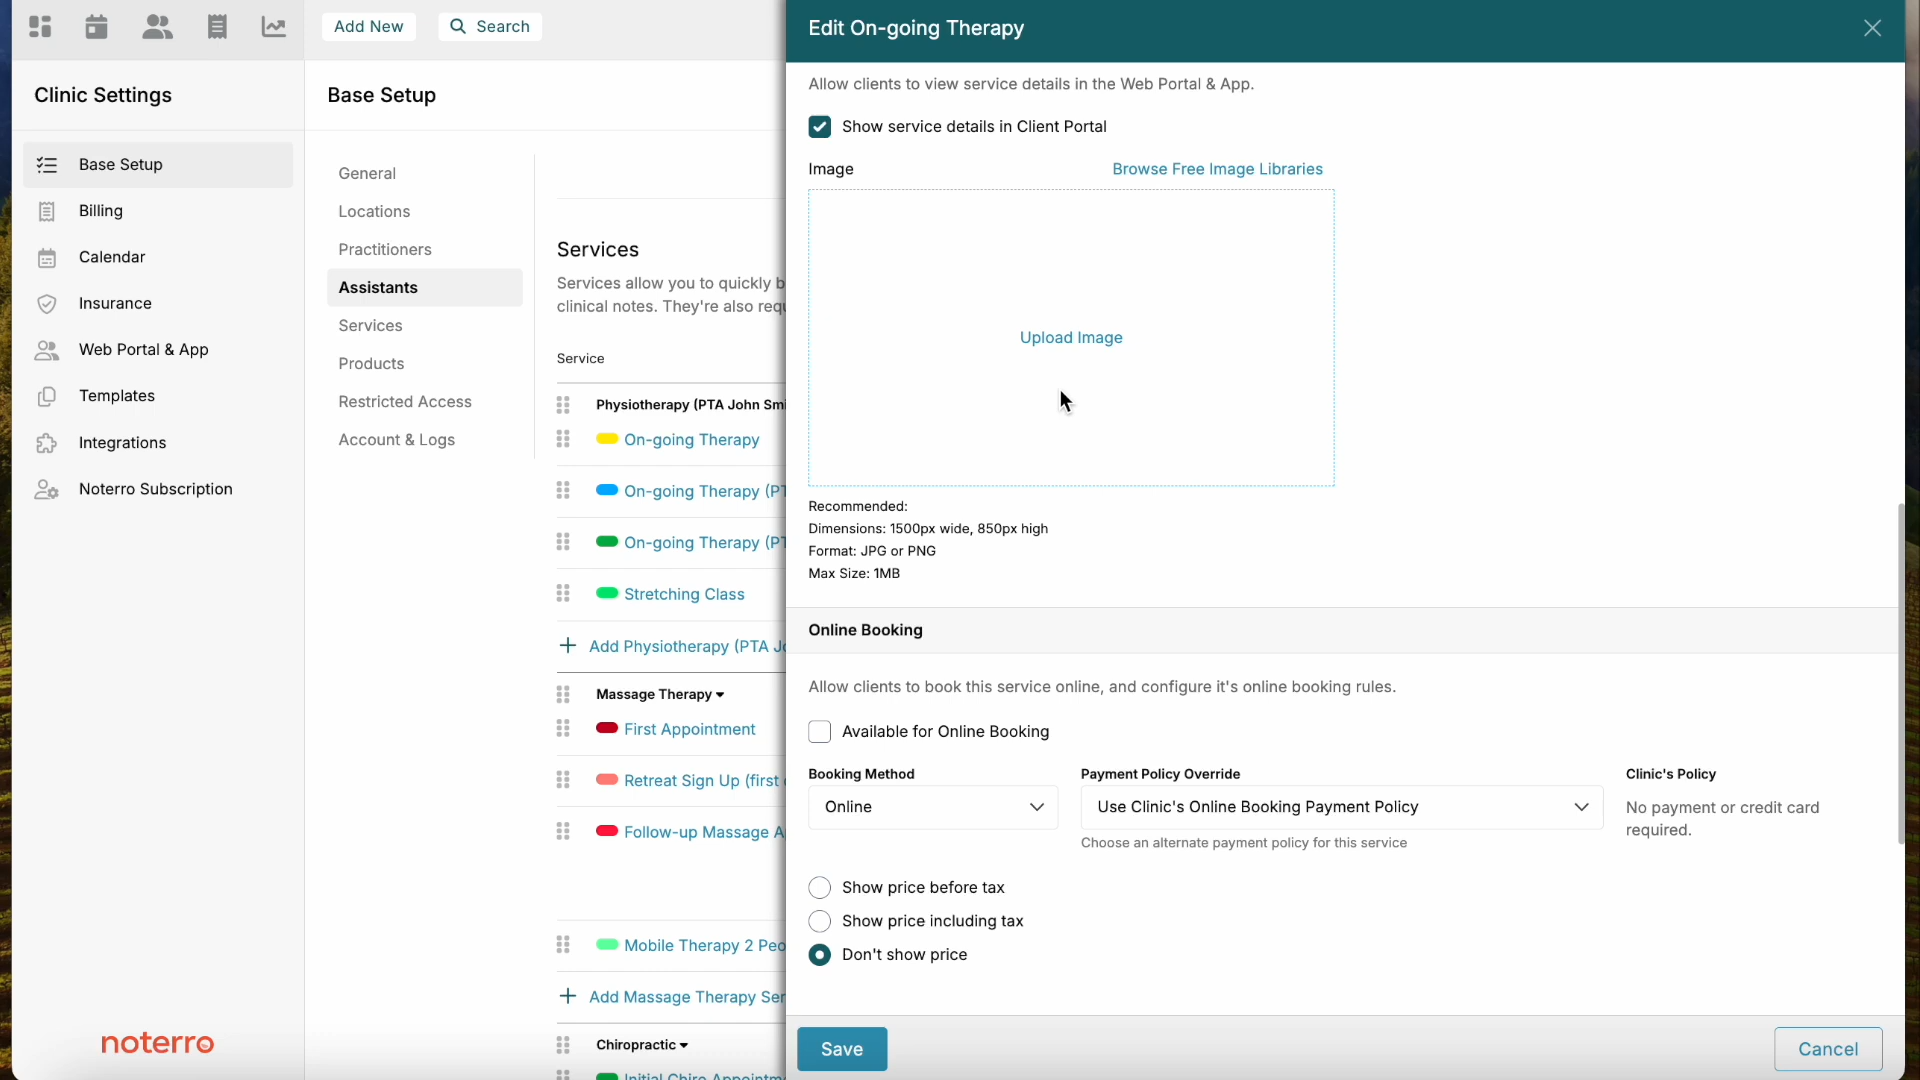 Add New
Search
Edit On-going Therapy
Clinic Settings
Base Setup
Billing
Calendar
Insurance
Web Portal & App
Templates
Integrations
Noterro Subscription
noterro
Base Setup
General
Locations
Practitioners
Assistants
Services
Products
Restricted Access
Account & Logs
Services
Services allow you to quickly b
clinical notes. They're also requ
Service
Physiotherapy (PTA John Smi
On-going Therapy
On-going Therapy (PT
On-going Therapy (PT
Stretching Class
Add Physiotherapy (PTA Jo
Massage Therapy
First Appointment
Retreat Sign Up (first
Follow-up Massage A
Mobile Therapy 2 Peo
Add Massage Therapy Ser
Chiropractic
Initial Chiro Appointm
Allow clients to view service details in the Web Portal & App.
Show service details in Client Portal
Image
Browse Free Image Libraries
Upload Image
Recommended:
Dimensions: 1500px wide, 850px high
Format: JPG or PNG
Max Size: 1MB
Online Booking
Allow clients to book this service online, and configure it's online booking rules.
Available for Online Booking
Booking Method
Payment Policy Override
Clinic's Policy
Online
Use Clinic's Online Booking Payment Policy
No payment or credit card
required.
Choose an alternate payment policy for this service
Show price before tax
Show price including tax
Don't show price
Save
Cancel